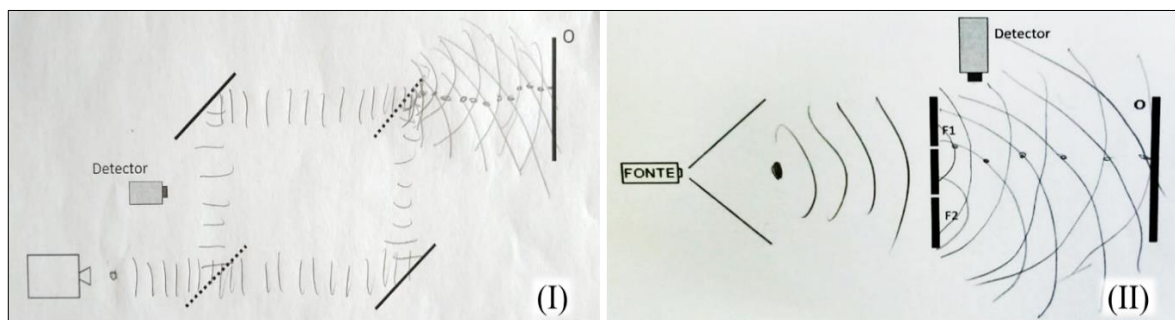 O
Detector
(I)
Detector
FONTE
F1
O
F2
(II)